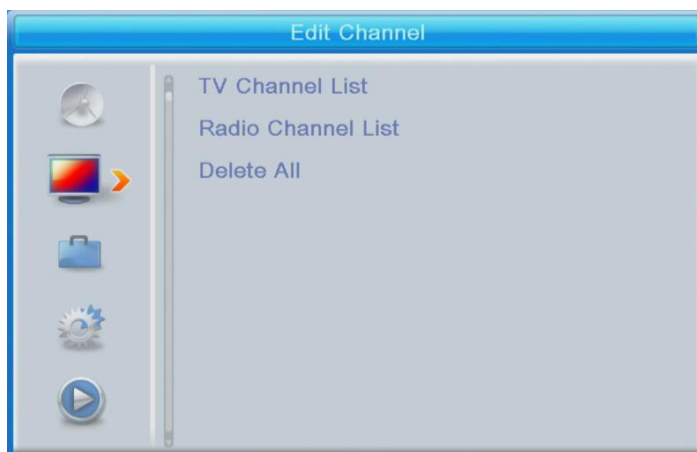 Edit Channel
TV Channel List
Radio Channel List
Delete All